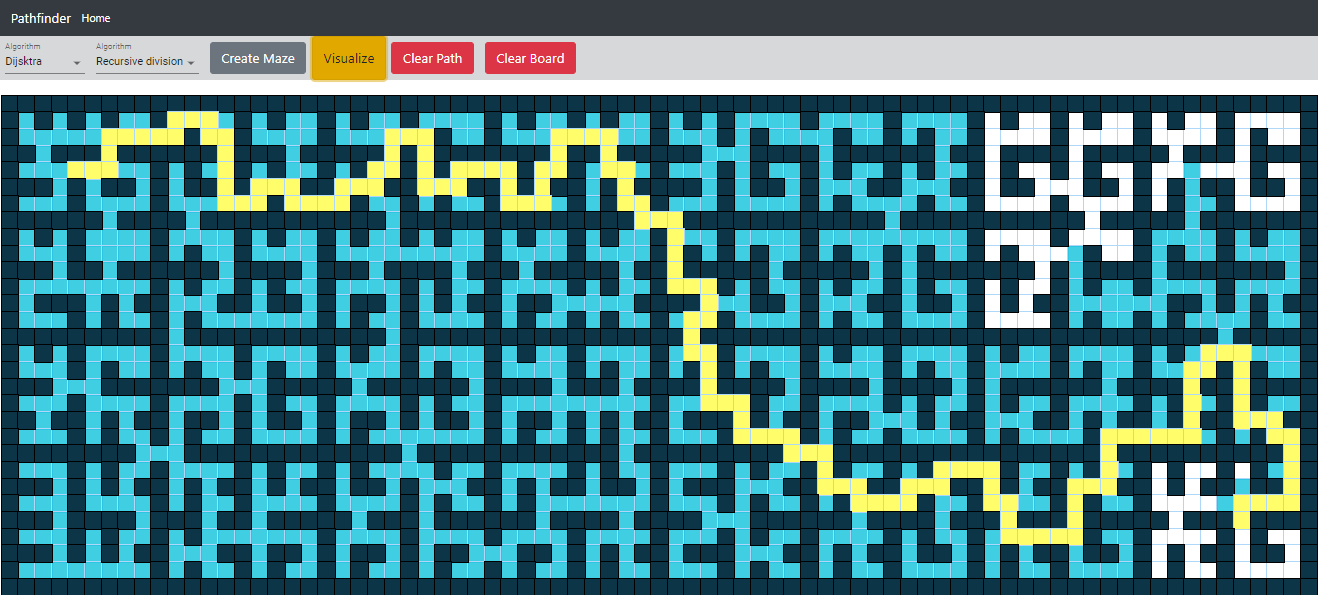 Pathfinder Home
Algorithm Algorithm
Dijsktra Recursive division Create Maze Visualize Clear Path Clear Board